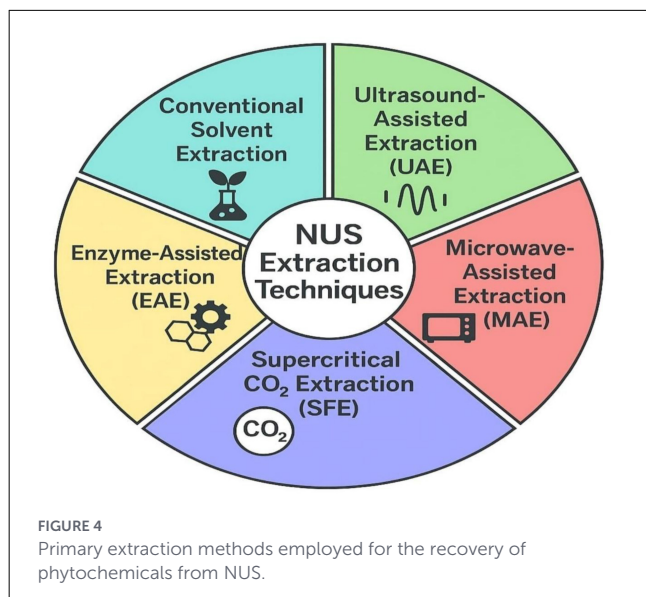 Conventional
Solvent
Extraction
Ultrasound-
Assisted
Extraction
(UAE)
Enzyme-Assisted
Extraction
(EAE)
NUS
Extraction
Techniques
Microwave-
Assisted
Extraction
(MAE)
Supercritical
CO₂ Extraction
(SFE)
CO₂
FIGURE 4
Primary extraction methods employed for the recovery of
phytochemicals from NUS.